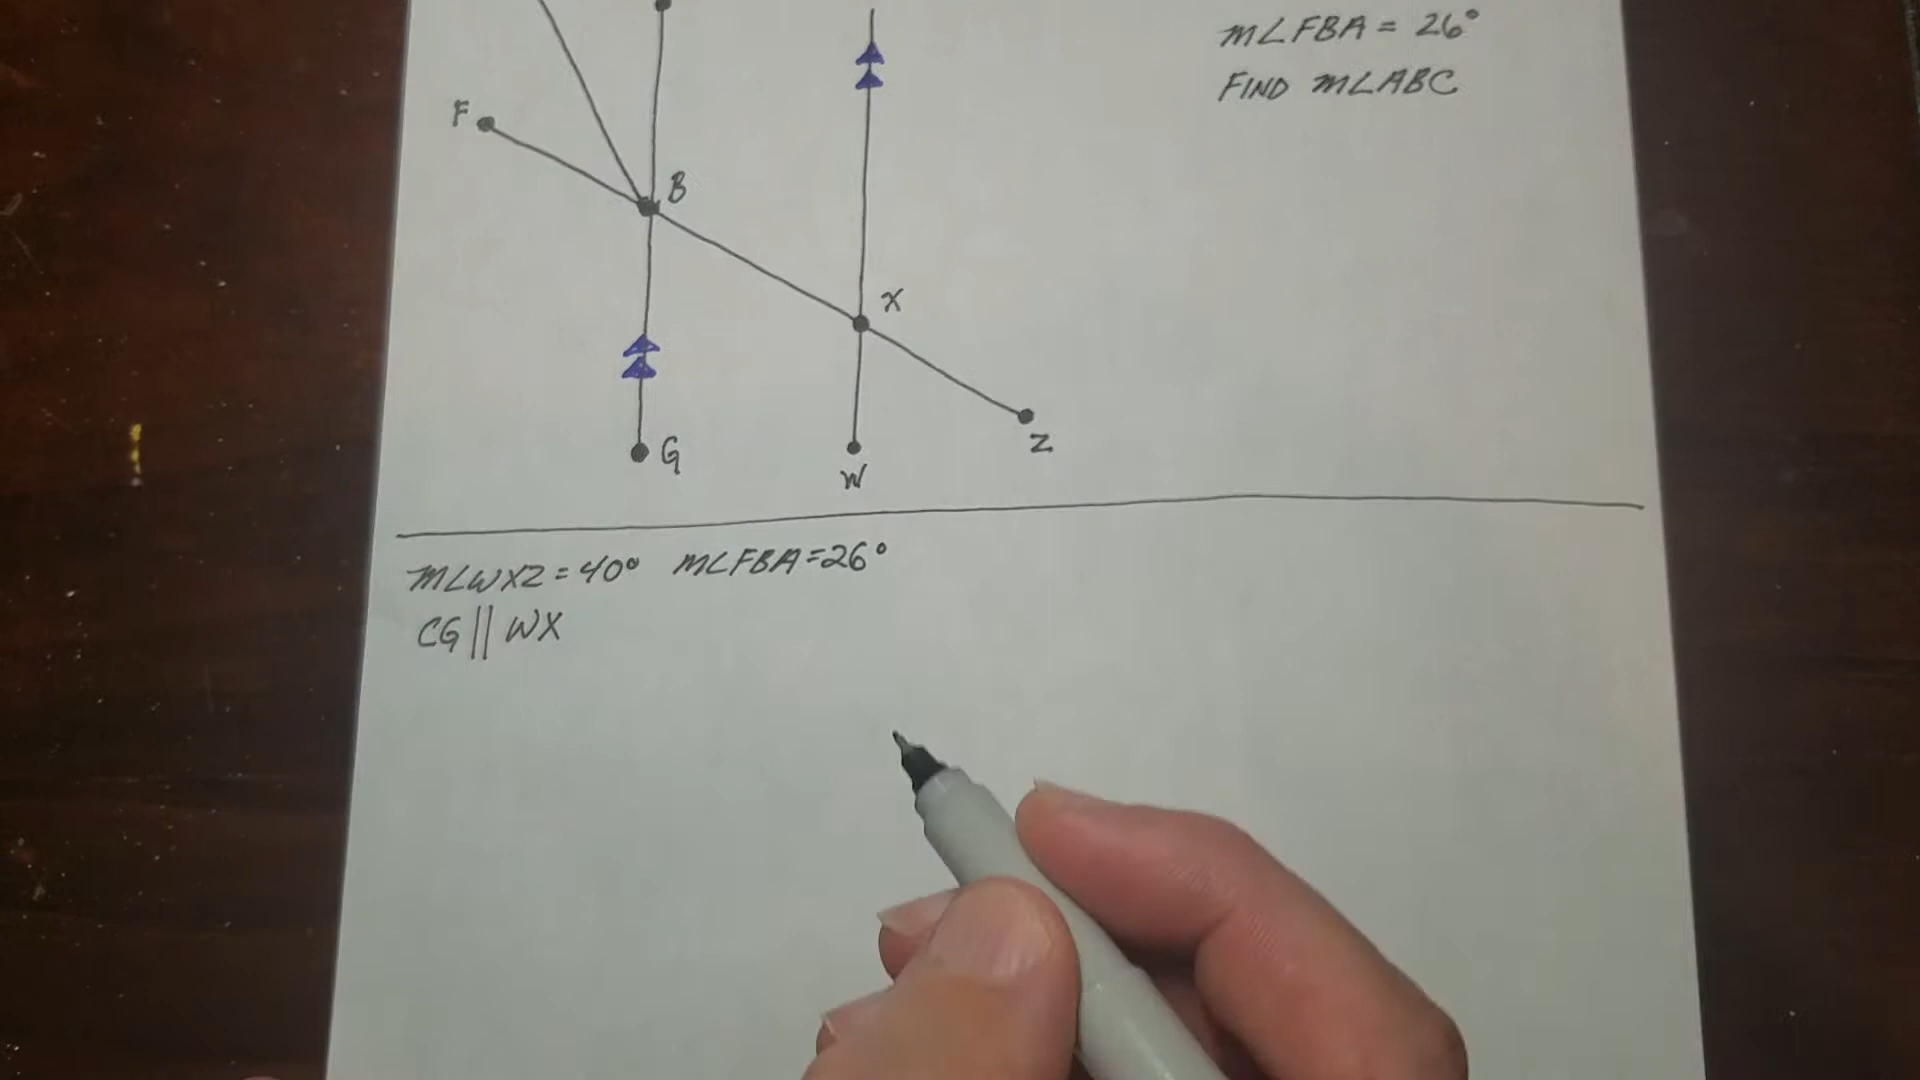 m∠FBA = 26°
FIND m∠ABC
F
B
X
G
Z
W
m∠WXZ = 40° m∠FBA = 26°
CG || WX